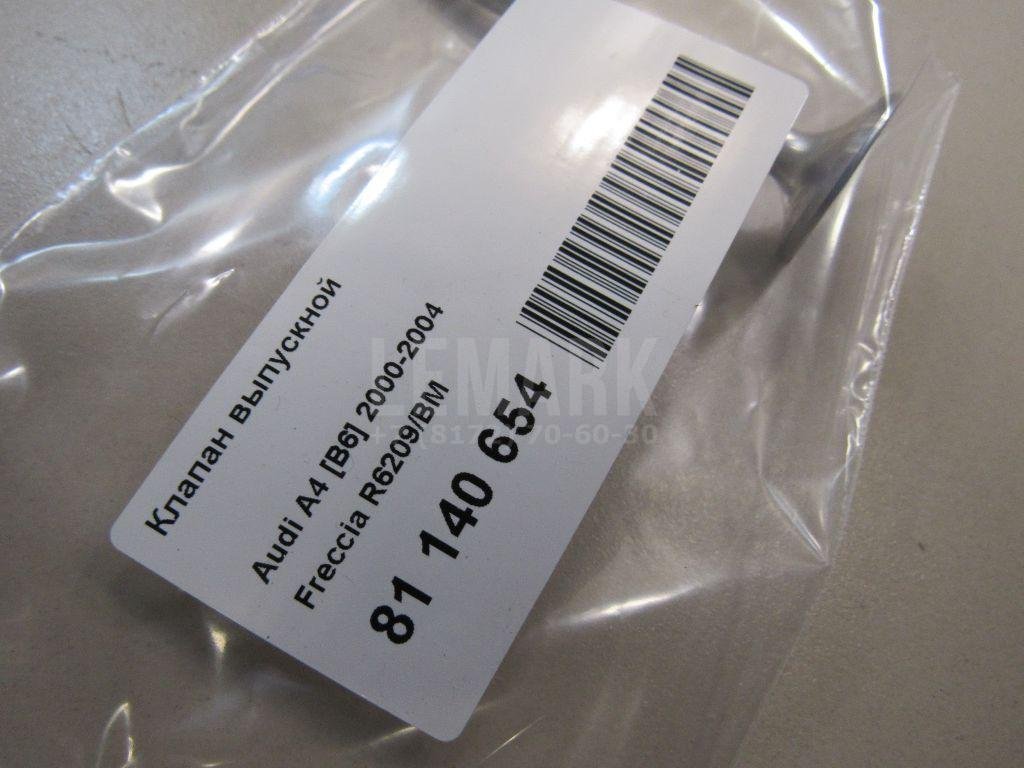 Клапан выпускной
Audi A4 [B6] 2000-2004
Freccia R6209/BM
81 140 654
LEMARK